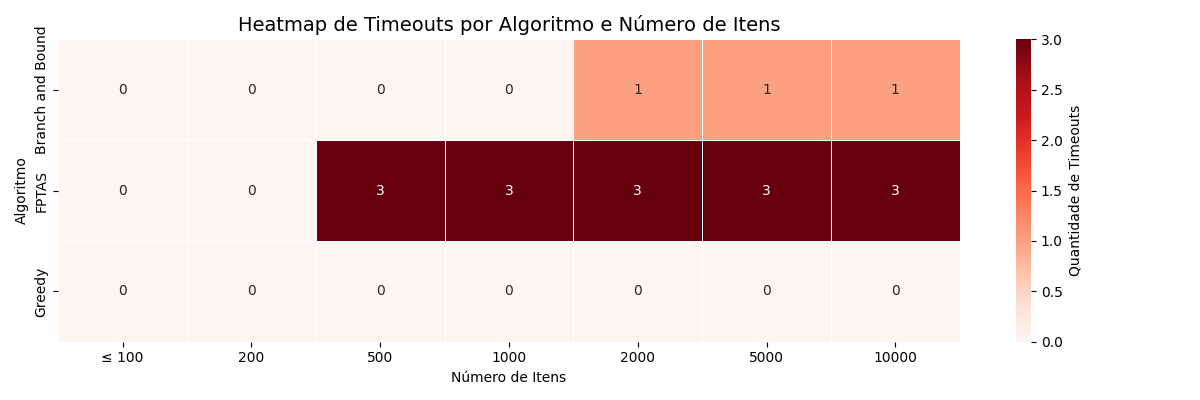 Heatmap de Timeouts por Algoritmo e Número de Itens
Algoritmo
Branch and Bound
0 0 0 0 1 1 1
FPTAS
0 0 3 3 3 3 3
Greedy
0 0 0 0 0 0 0
≤ 100 200 500 1000 2000 5000 10000
Número de Itens
3.0
2.5
2.0
1.5
1.0
0.5
0.0
Quantidade de Timeouts